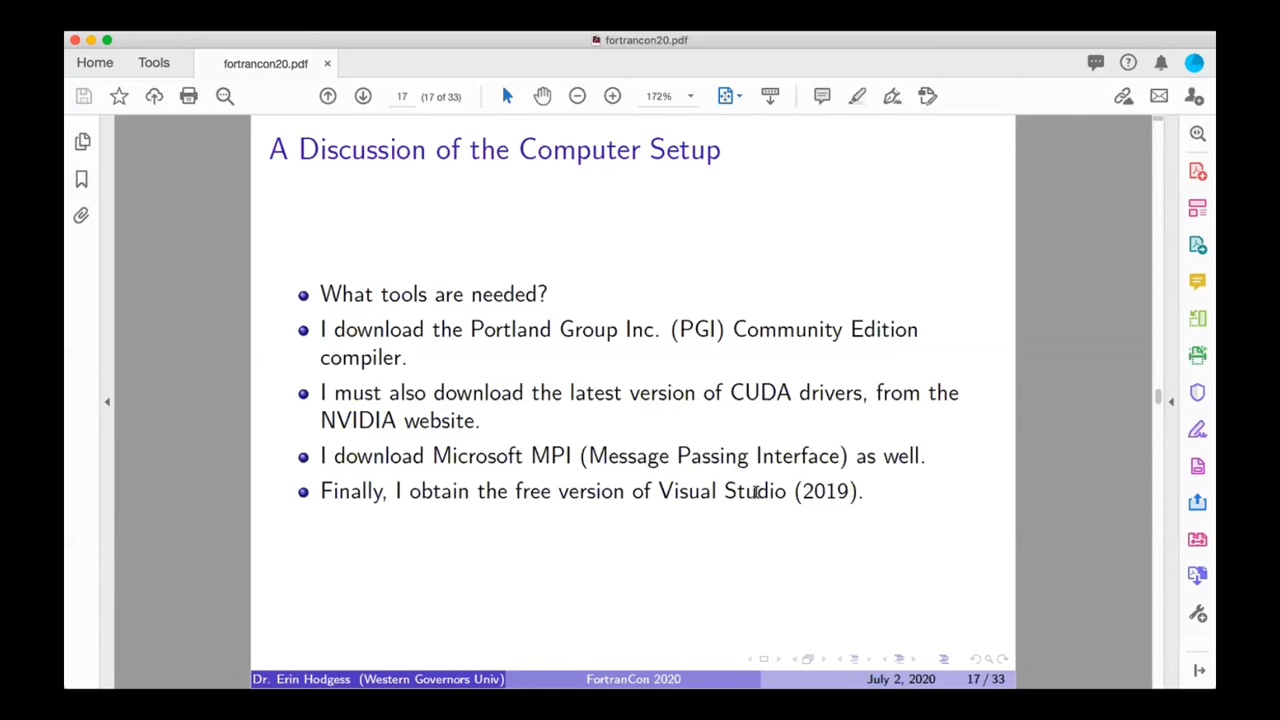 fortrancon20.pdf
Home
Tools
fortrancon20.pdf
17
(17 of 33)
172%
A Discussion of the Computer Setup
What tools are needed?
I download the Portland Group Inc. (PGI) Community Edition
compiler.
I must also download the latest version of CUDA drivers, from the
NVIDIA website.
I download Microsoft MPI (Message Passing Interface) as well.
Finally, I obtain the free version of Visual Studio (2019).
Dr. Erin Hodgess (Western Governors Univ)
FortranCon 2020
July 2, 2020
17 / 33